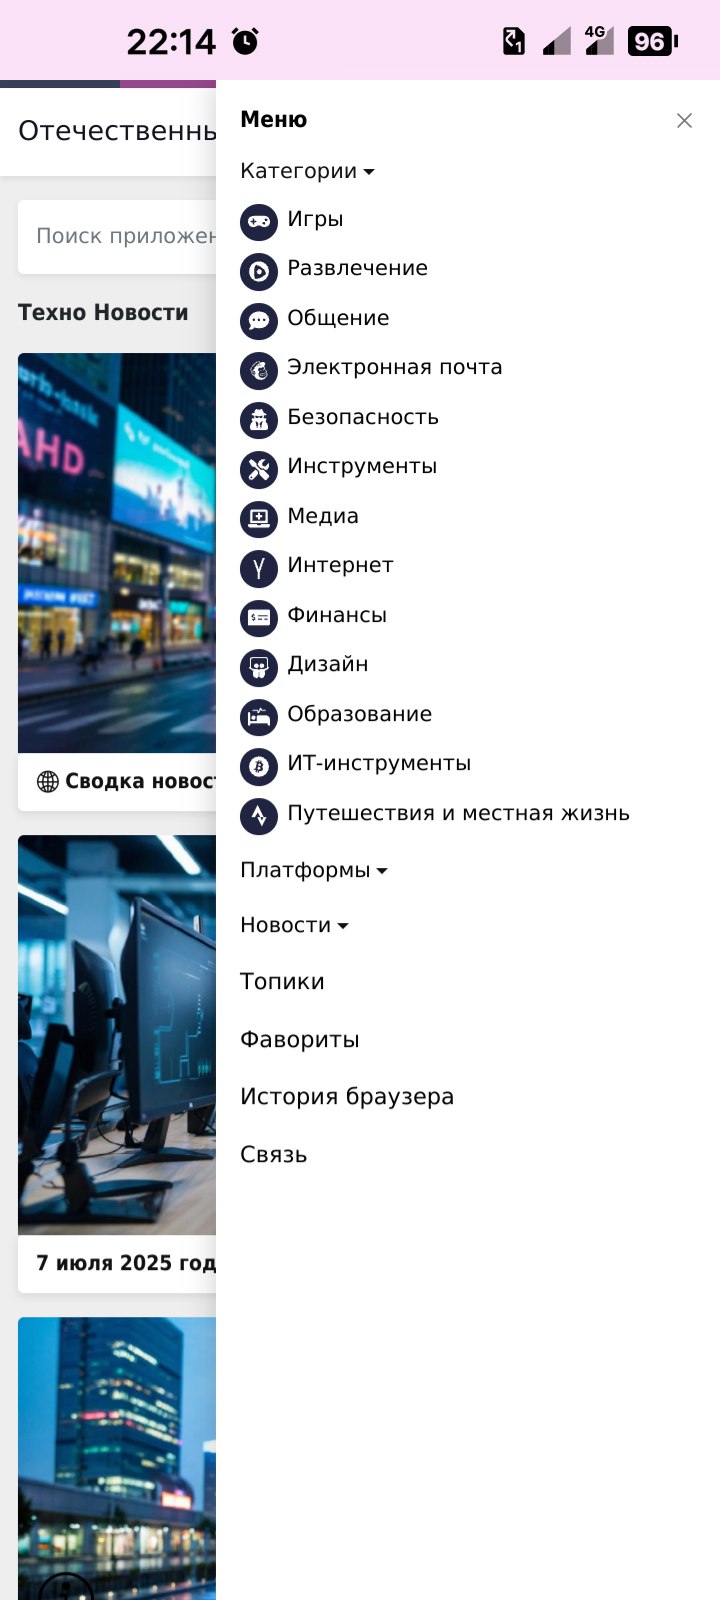 22:14
4G
96
Отечественны
Поиск приложен
Техно Новости
AHD
Сводка новост
7 июля 2025 год
Меню
Категории
Игры
Развлечение
Общение
Электронная почта
Безопасность
Инструменты
Медиа
Интернет
Финансы
Дизайн
Образование
ИТ-инструменты
Путешествия и местная жизнь
Платформы
Новости
Топики
Фавориты
История браузера
Связь